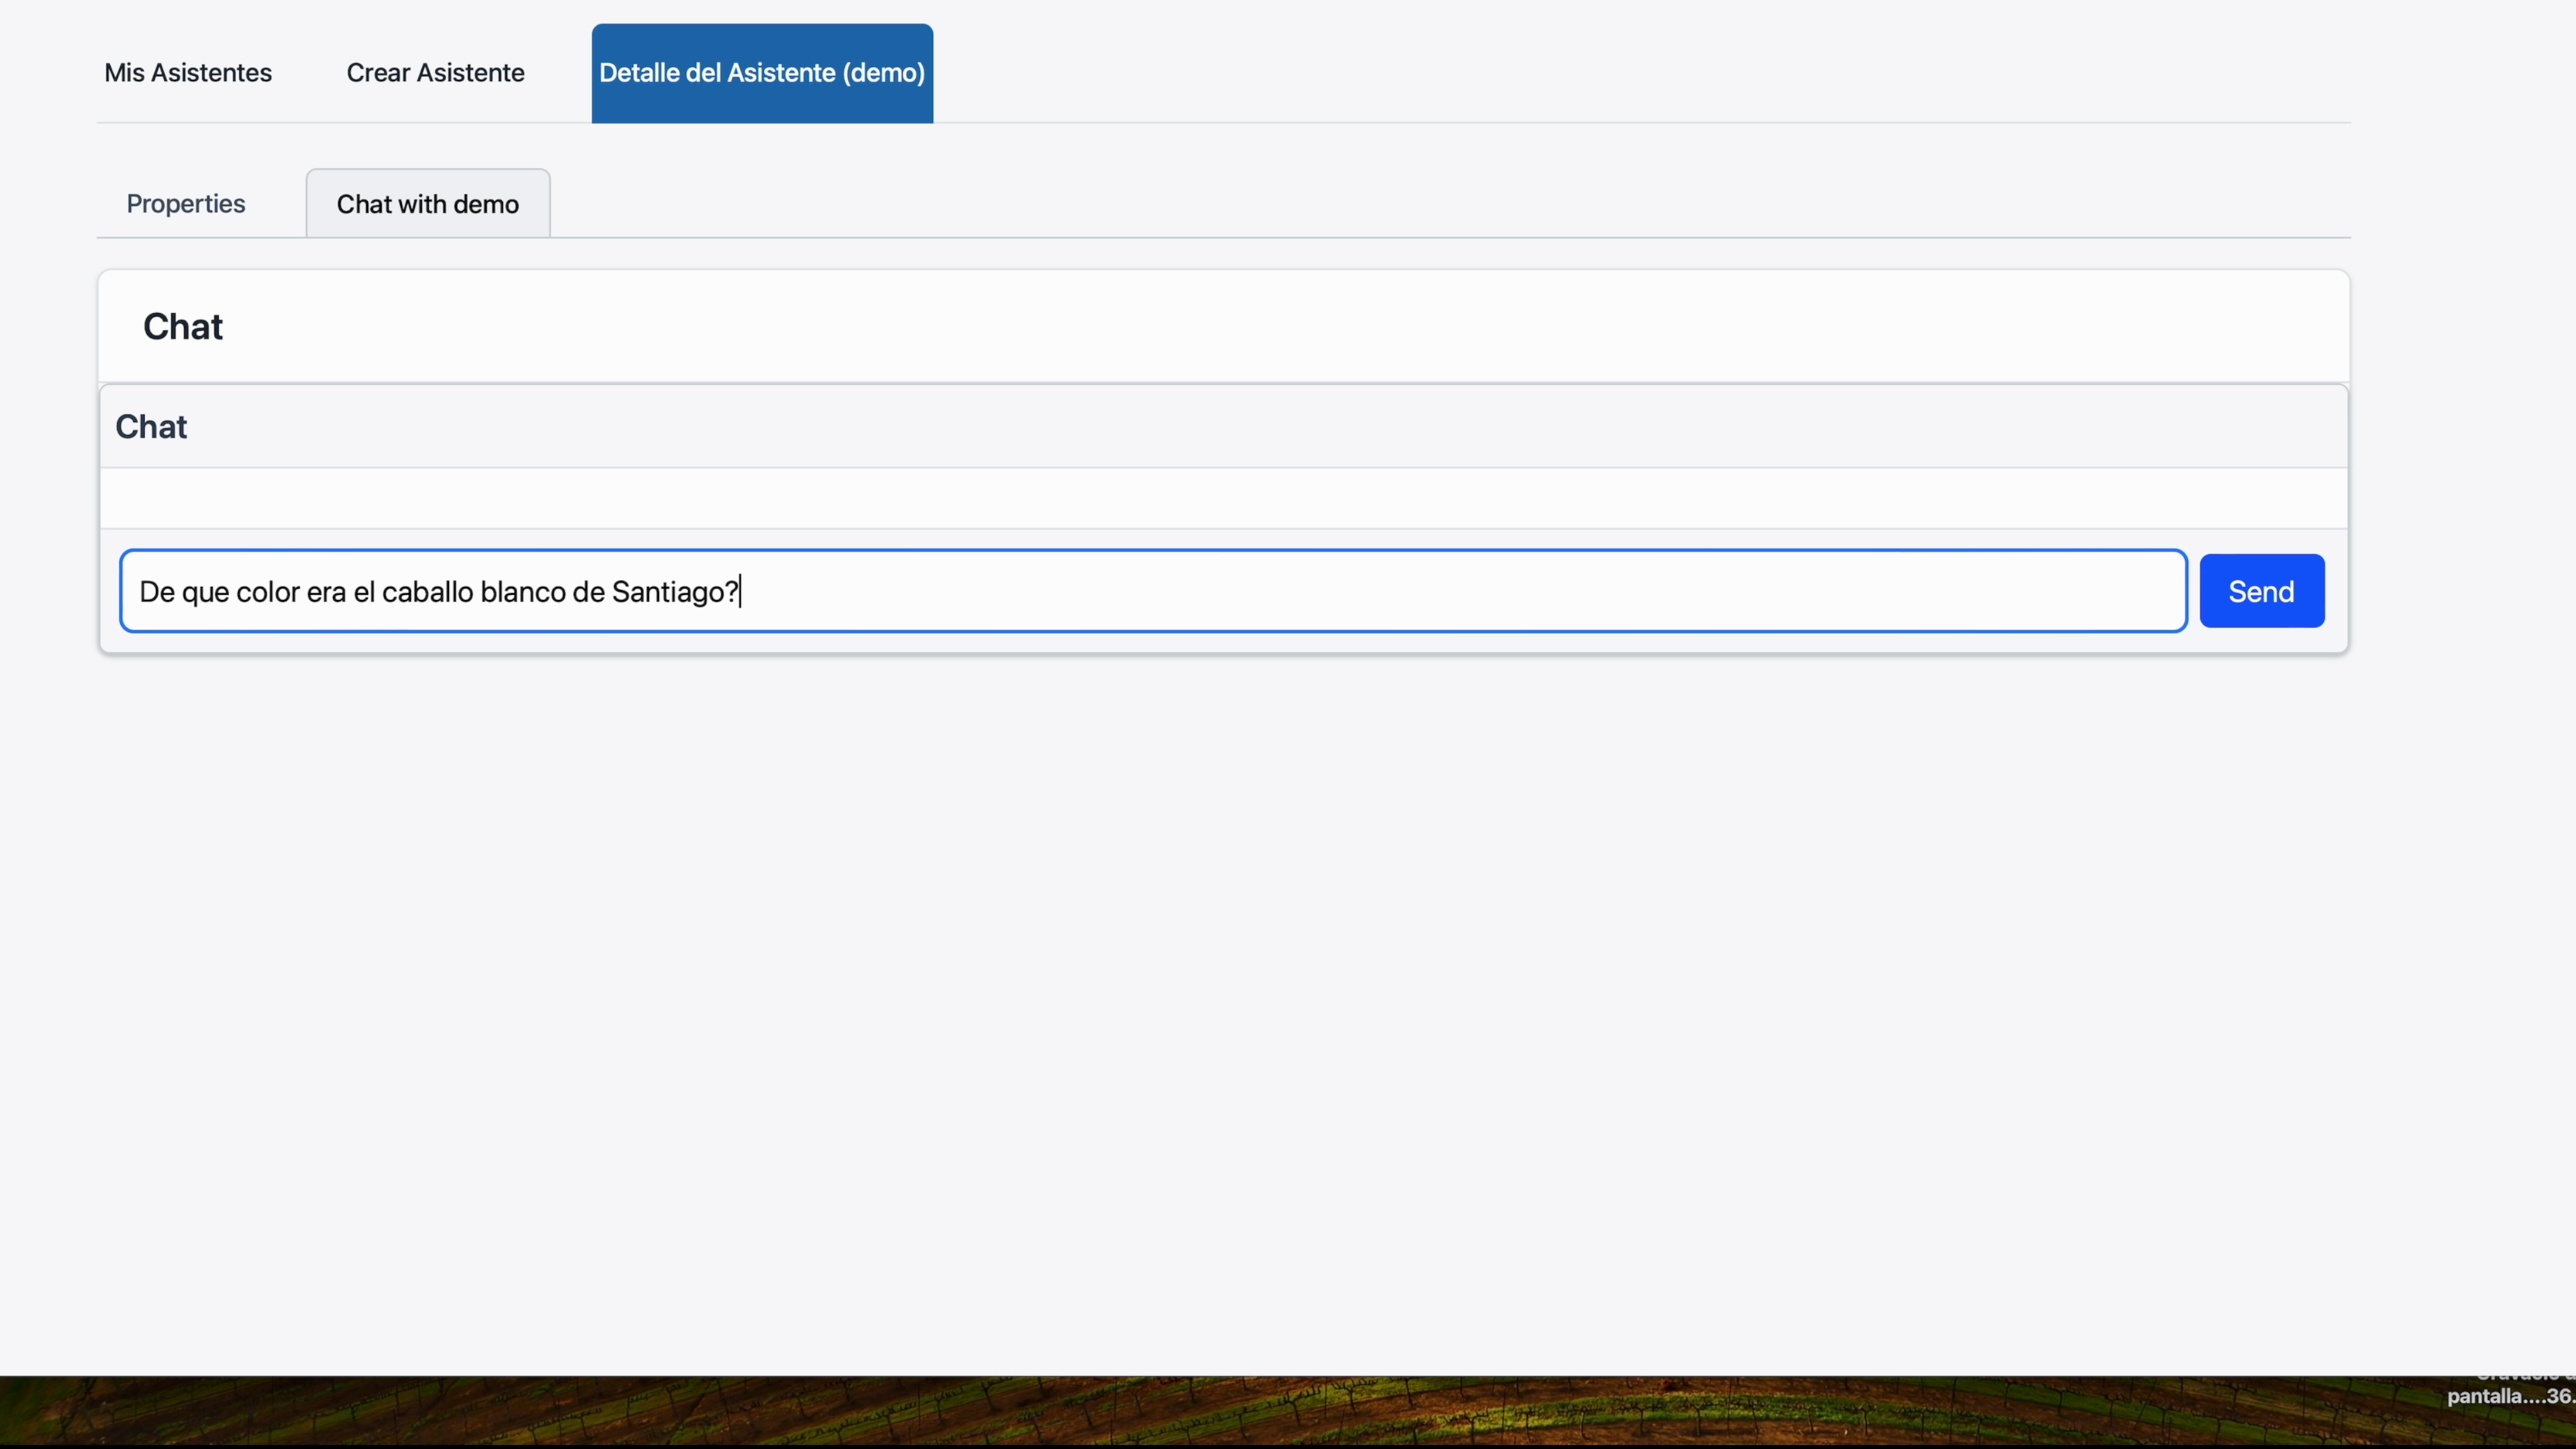 Mis Asistentes
Crear Asistente
Detalle del Asistente (demo)
Properties
Chat with demo
Chat
Chat
De que color era el caballo blanco de Santiago?
Send
pantalla....36.